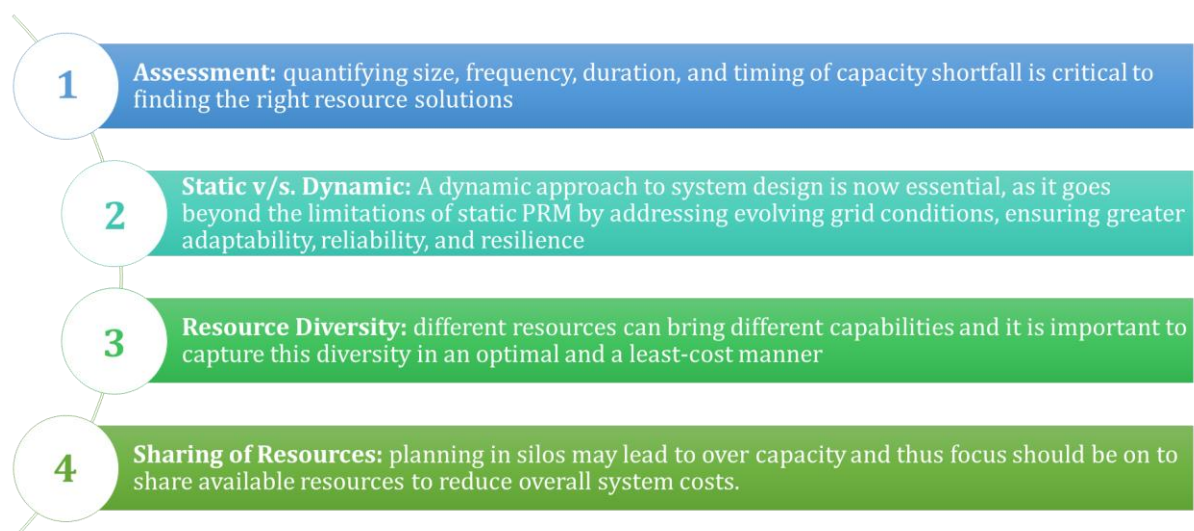 1
Assessment: quantifying size, frequency, duration, and timing of capacity shortfall is critical to
finding the right resource solutions
2
Static v/s. Dynamic: A dynamic approach to system design is now essential, as it goes
beyond the limitations of static PRM by addressing evolving grid conditions, ensuring greater
adaptability, reliability, and resilience
3
Resource Diversity: different resources can bring different capabilities and it is important to
capture this diversity in an optimal and a least-cost manner
4
Sharing of Resources: planning in silos may lead to over capacity and thus focus should be on to
share available resources to reduce overall system costs.